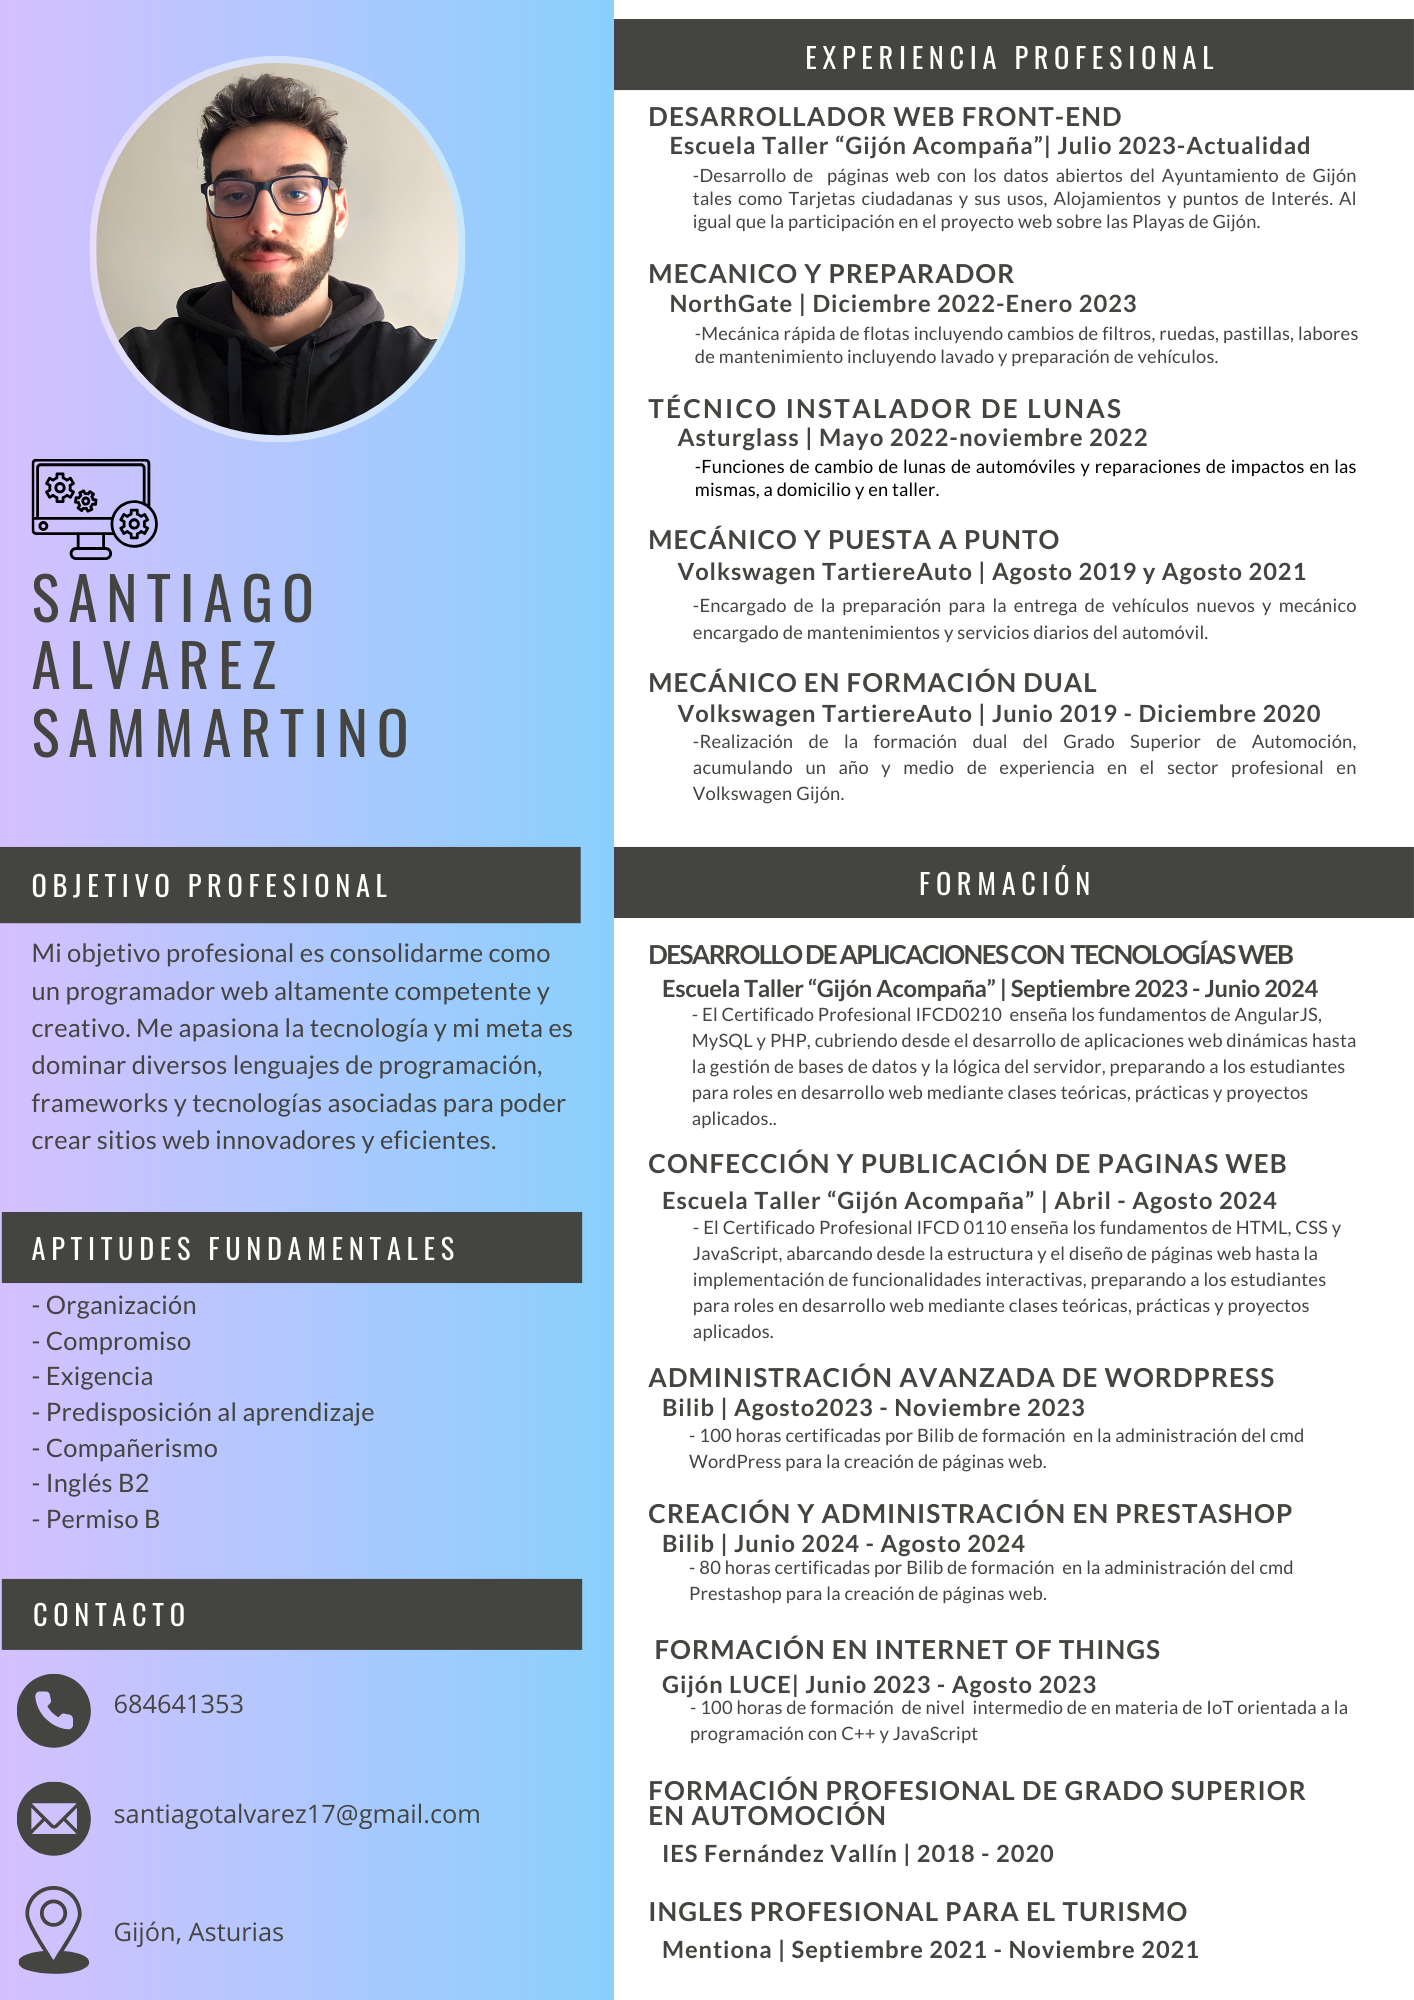 SANTIAGO
ALVAREZ
SAMMARTINO
OBJETIVO PROFESIONAL
Mi objetivo profesional es consolidarme como
un programador web altamente competente y
creativo. Me apasiona la tecnología y mi meta es
dominar diversos lenguajes de programación,
frameworks y tecnologías asociadas para poder
crear sitios web innovadores y eficientes.
APTITUDES FUNDAMENTALES
- Organización
- Compromiso
- Exigencia
- Predisposición al aprendizaje
- Compañerismo
- Inglés B2
- Permiso B
CONTACTO
684641353
santiagotalvarez17@gmail.com
Gijón, Asturias
EXPERIENCIA PROFESIONAL
DESARROLLADOR WEB FRONT-END
Escuela Taller “Gijón Acompaña”| Julio 2023-Actualidad
-Desarrollo de páginas web con los datos abiertos del Ayuntamiento de Gijón
tales como Tarjetas ciudadanas y sus usos, Alojamientos y puntos de Interés. Al
igual que la participación en el proyecto web sobre las Playas de Gijón.
MECANICO Y PREPARADOR
NorthGate | Diciembre 2022-Enero 2023
-Mecánica rápida de flotas incluyendo cambios de filtros, ruedas, pastillas, labores
de mantenimiento incluyendo lavado y preparación de vehículos.
TÉCNICO INSTALADOR DE LUNAS
Asturglass | Mayo 2022-noviembre 2022
-Funciones de cambio de lunas de automóviles y reparaciones de impactos en las
mismas, a domicilio y en taller.
MECÁNICO Y PUESTA A PUNTO
Volkswagen TartiereAuto | Agosto 2019 y Agosto 2021
-Encargado de la preparación para la entrega de vehículos nuevos y mecánico
encargado de mantenimientos y servicios diarios del automóvil.
MECÁNICO EN FORMACIÓN DUAL
Volkswagen TartiereAuto | Junio 2019 - Diciembre 2020
-Realización de la formación dual del Grado Superior de Automoción,
acumulando un año y medio de experiencia en el sector profesional en
Volkswagen Gijón.
FORMACIÓN
DESARROLLO DE APLICACIONES CON TECNOLOGÍAS WEB
Escuela Taller “Gijón Acompaña” | Septiembre 2023 - Junio 2024
- El Certificado Profesional IFCD0210 enseña los fundamentos de AngularJS,
MySQL y PHP, cubriendo desde el desarrollo de aplicaciones web dinámicas hasta
la gestión de bases de datos y la lógica del servidor, preparando a los estudiantes
para roles en desarrollo web mediante clases teóricas, prácticas y proyectos
aplicados..
CONFECCIÓN Y PUBLICACIÓN DE PAGINAS WEB
Escuela Taller “Gijón Acompaña” | Abril - Agosto 2024
- El Certificado Profesional IFCD 0110 enseña los fundamentos de HTML, CSS y
JavaScript, abarcando desde la estructura y el diseño de páginas web hasta la
implementación de funcionalidades interactivas, preparando a los estudiantes
para roles en desarrollo web mediante clases teóricas, prácticas y proyectos
aplicados.
ADMINISTRACIÓN AVANZADA DE WORDPRESS
Bilib | Agosto2023 - Noviembre 2023
- 100 horas certificadas por Bilib de formación en la administración del cmd
WordPress para la creación de páginas web.
CREACIÓN Y ADMINISTRACIÓN EN PRESTASHOP
Bilib | Junio 2024 - Agosto 2024
- 80 horas certificadas por Bilib de formación en la administración del cmd
Prestashop para la creación de páginas web.
FORMACIÓN EN INTERNET OF THINGS
Gijón LUCE| Junio 2023 - Agosto 2023
- 100 horas de formación de nivel intermedio de en materia de IoT orientada a la
programación con C++ y JavaScript
FORMACIÓN PROFESIONAL DE GRADO SUPERIOR
EN AUTOMOCIÓN
IES Fernández Vallín | 2018 - 2020
INGLES PROFESIONAL PARA EL TURISMO
Mentiona | Septiembre 2021 - Noviembre 2021